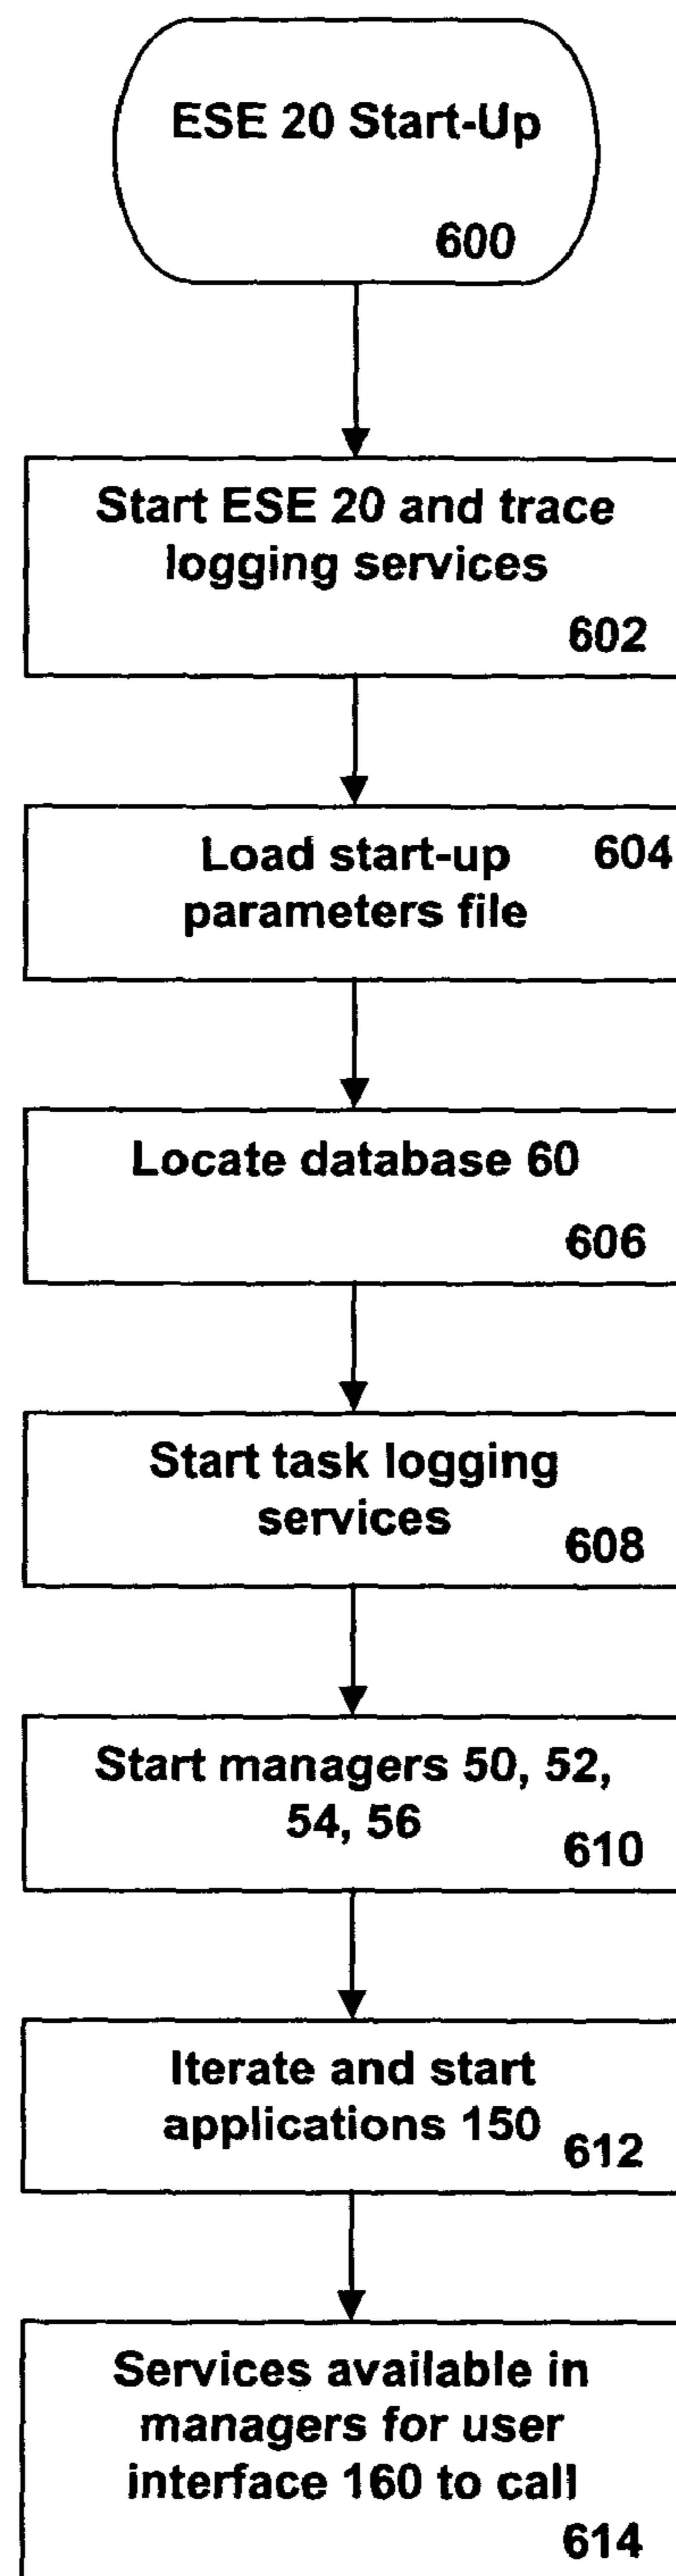 ESE 20 Start-Up
600
Start ESE 20 and trace
logging services
602
Load start-up 604
parameters file
Locate database 60
606
Start task logging
services
608
Start managers 50, 52,
54, 56
610
Iterate and start
applications 150
612
Services available in
managers for user
interface 160 to call
614